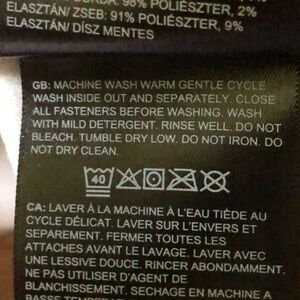 98% POLIÉSZTER, 2%
ELASZTÁN/ ZSEB: 91% POLIÉSZTER, 9%
ELASZTÁN/ DÍSZ MENTES
GB: MACHINE WASH WARM GENTLE CYCLE
WASH INSIDE OUT AND SEPARATELY. CLOSE
ALL FASTENERS BEFORE WASHING. WASH
WITH MILD DETERGENT. RINSE WELL. DO NOT
BLEACH. TUMBLE DRY LOW. DO NOT IRON. DO
NOT DRY CLEAN.
40
CA: LAVER À LA MACHINE À L'EAU TIÈDE AU
CYCLE DÉLICAT. LAVER SUR L'ENVERS ET
SEPAREMENT. FERMER TOUTES LES
ATTACHES AVANT LE LAVAGE. LAVER AVEC
UNE LESSIVE DOUCE. RINCER ABONDAMMENT.
NE PAS UTILISER D'AGENT DE
BLANCHISSEMENT. SECHAGE EN MACHINE A
BASSE